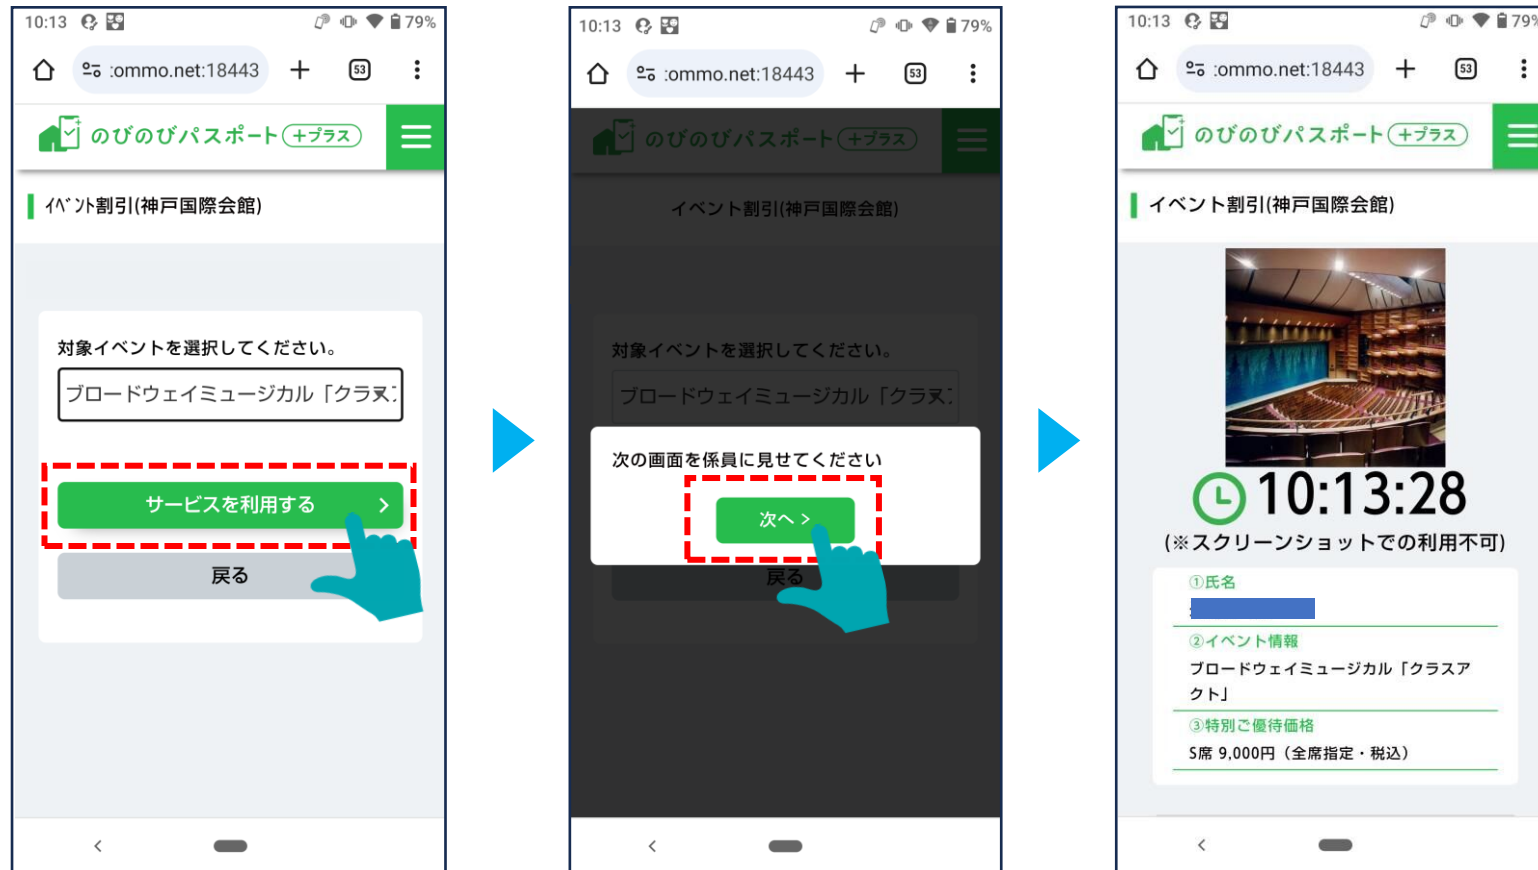 10:13
79%
:ommo.net:18443
53
のびのびパスポート
+プラス
イベント割引(神戸国際会館)
対象イベントを選択してください。
ブロードウェイミュージカル「クラス
サービスを利用する >
戻る
10:13
79%
:ommo.net:18443
53
のびのびパスポート
+プラス
イベント割引(神戸国際会館)
対象イベントを選択してください。
ブロードウェイミュージカル「クラス
次の画面を係員に見せてください
次へ >
戻る
10:13
79%
:ommo.net:18443
53
のびのびパスポート
+プラス
イベント割引(神戸国際会館)
10:13:28
(※スクリーンショットでの利用不可)
①氏名
②イベント情報
ブロードウェイミュージカル「クラスア
クト」
③特別ご優待価格
S席 9,000円（全席指定・税込）